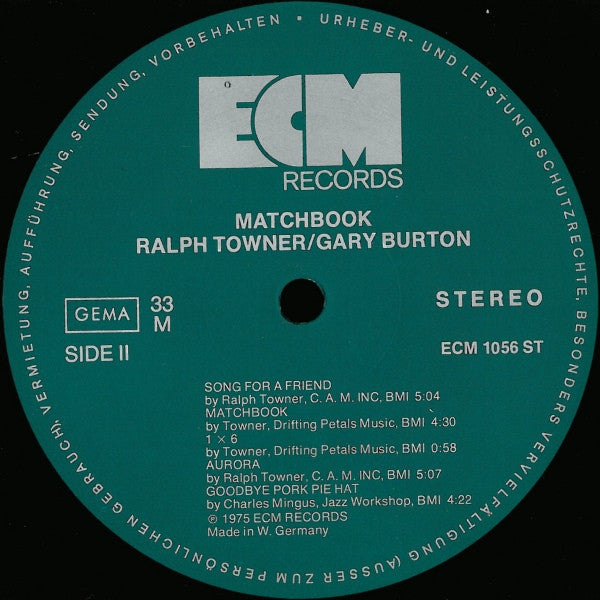 URHEBER- UND LEISTUNGSSCHUTZRECHTE, BESONDERS VERVIELFÄLTIGUNG (AUSSER ZUM PERSÖNLICHEN GEBRAUCH), VERMIETUNG, AUFFÜHRUNG, SENDUNG, VORBEHALTEN •
ECM
RECORDS
MATCHBOOK
RALPH TOWNER/GARY BURTON
GEMA
33
M
STEREO
SIDE II
ECM 1056 ST
SONG FOR A FRIEND
by Ralph Towner, C. A. M. INC, BMI 5:04
MATCHBOOK
by Towner, Drifting Petals Music, BMI 4:30
1 × 6
by Towner, Drifting Petals Music, BMI 0:58
AURORA
by Ralph Towner, C. A. M. INC, BMI 5:07
GOODBYE PORK PIE HAT
by Charles Mingus, Jazz Workshop, BMI 4:22
℗ 1975 ECM RECORDS
Made in W. Germany